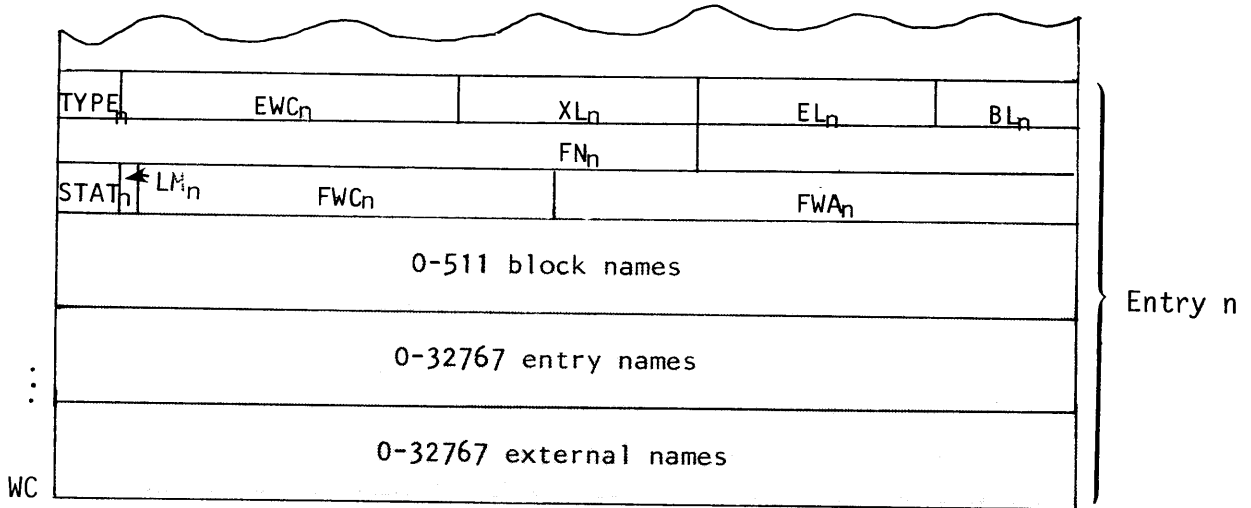 TYPEn EWCn XLn ELn BLn
FNn
STATn LMn FWCn FWAn
0-511 block names
Entry n
0-32767 entry names
⋮
0-32767 external names
WC